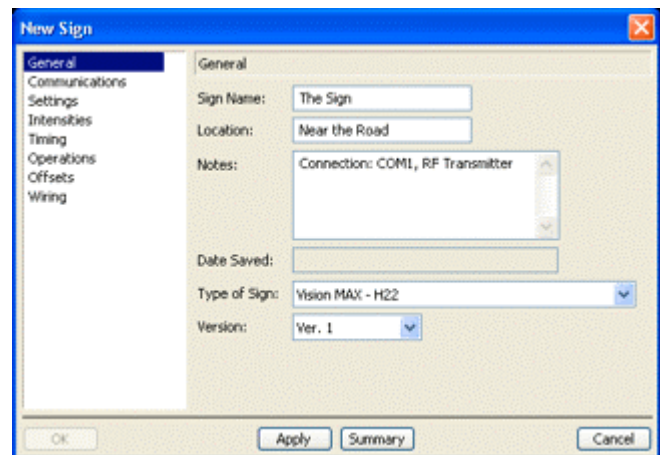 New Sign
General
Communications
Settings
Intensities
Timing
Operations
Offsets
Wiring
General
Sign Name: The Sign
Location: Near the Road
Notes: Connection: COM1, RF Transmitter
Date Saved:
Type of Sign: Vision MAX - H22
Version: Ver. 1
OK Apply Summary Cancel